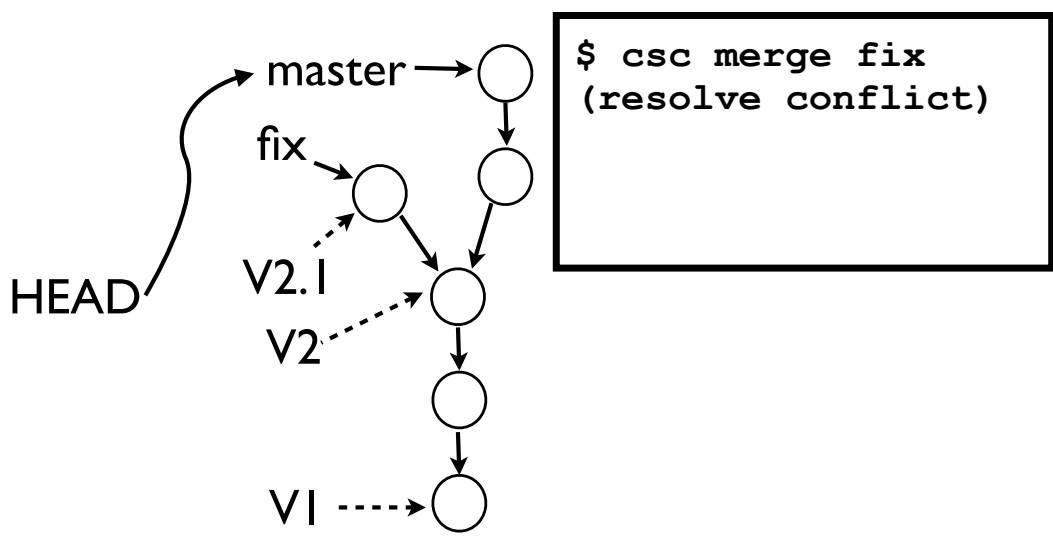 master
fix
V2.1
HEAD
V2
V1
$ csc merge fix
(resolve conflict)